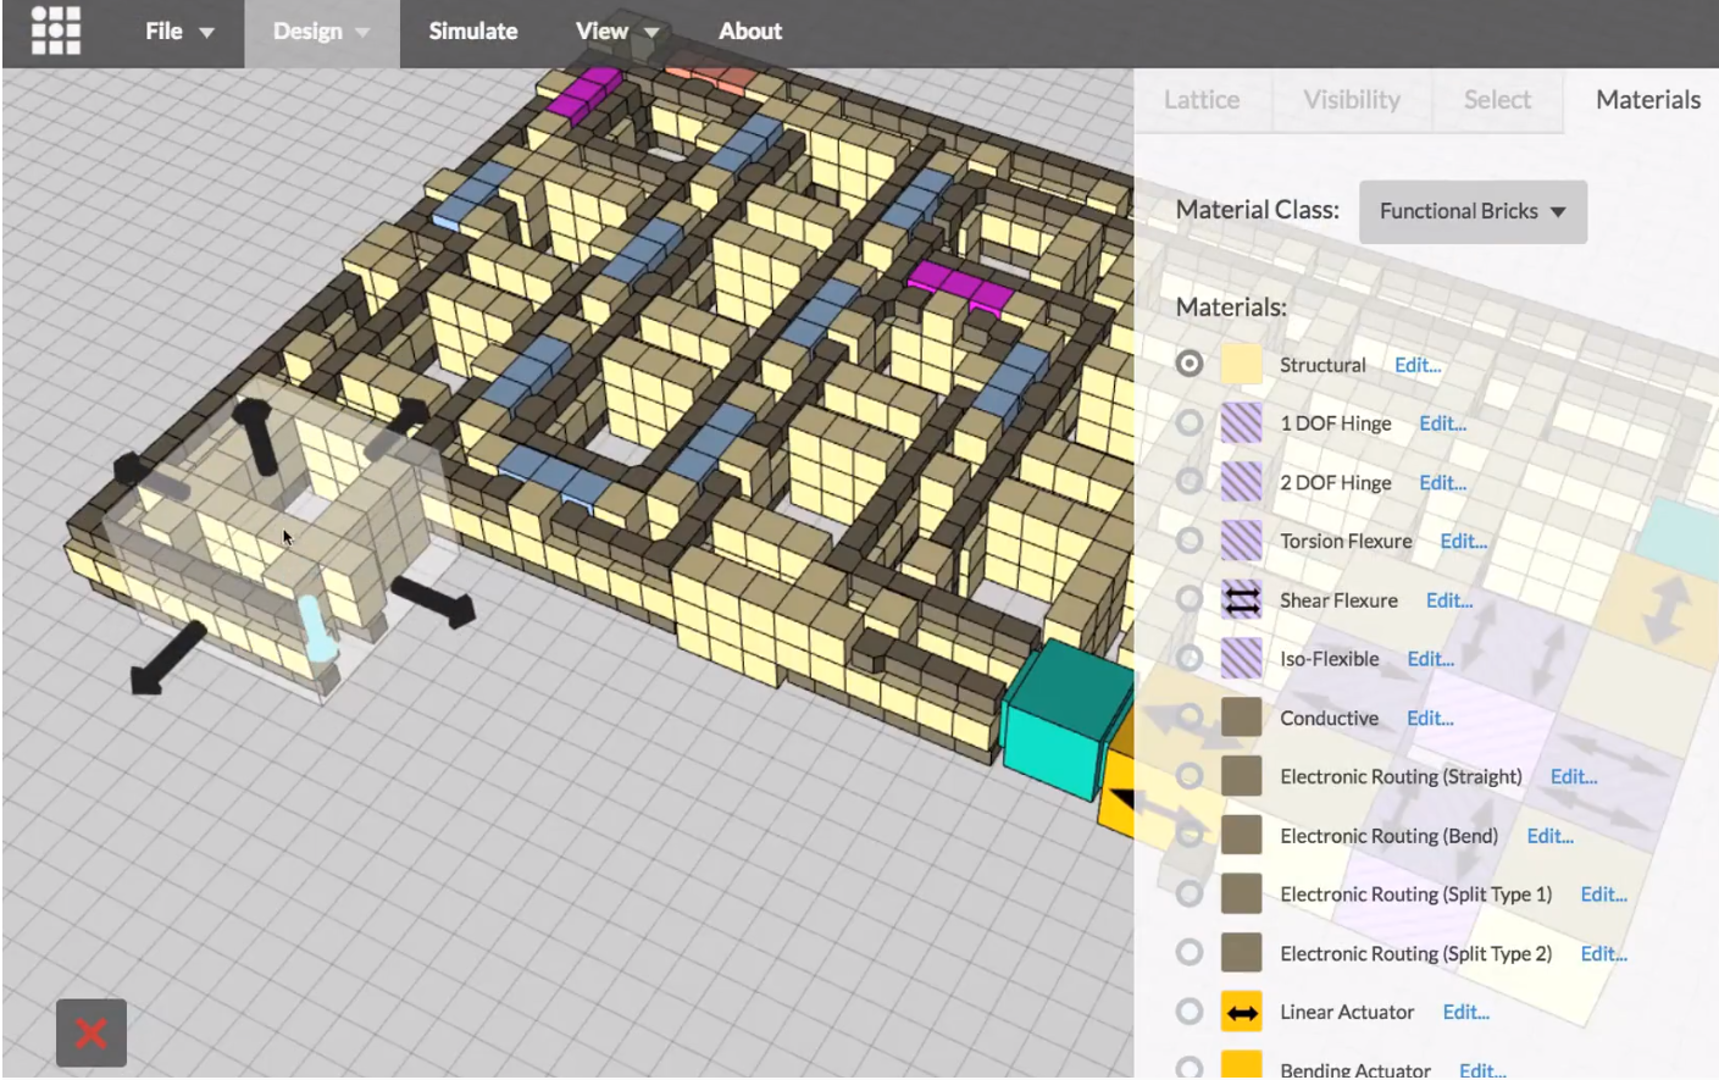 File Design Simulate View About
Lattice Visibility Select Materials
Material Class: Functional Bricks
Materials:
Structural Edit...
1 DOF Hinge Edit...
2 DOF Hinge Edit...
Torsion Flexure Edit...
Shear Flexure Edit...
Iso-Flexible Edit...
Conductive Edit...
Electronic Routing (Straight) Edit...
Electronic Routing (Bend) Edit...
Electronic Routing (Split Type 1) Edit...
Electronic Routing (Split Type 2) Edit...
Linear Actuator Edit...
Bending Actuator Edit...